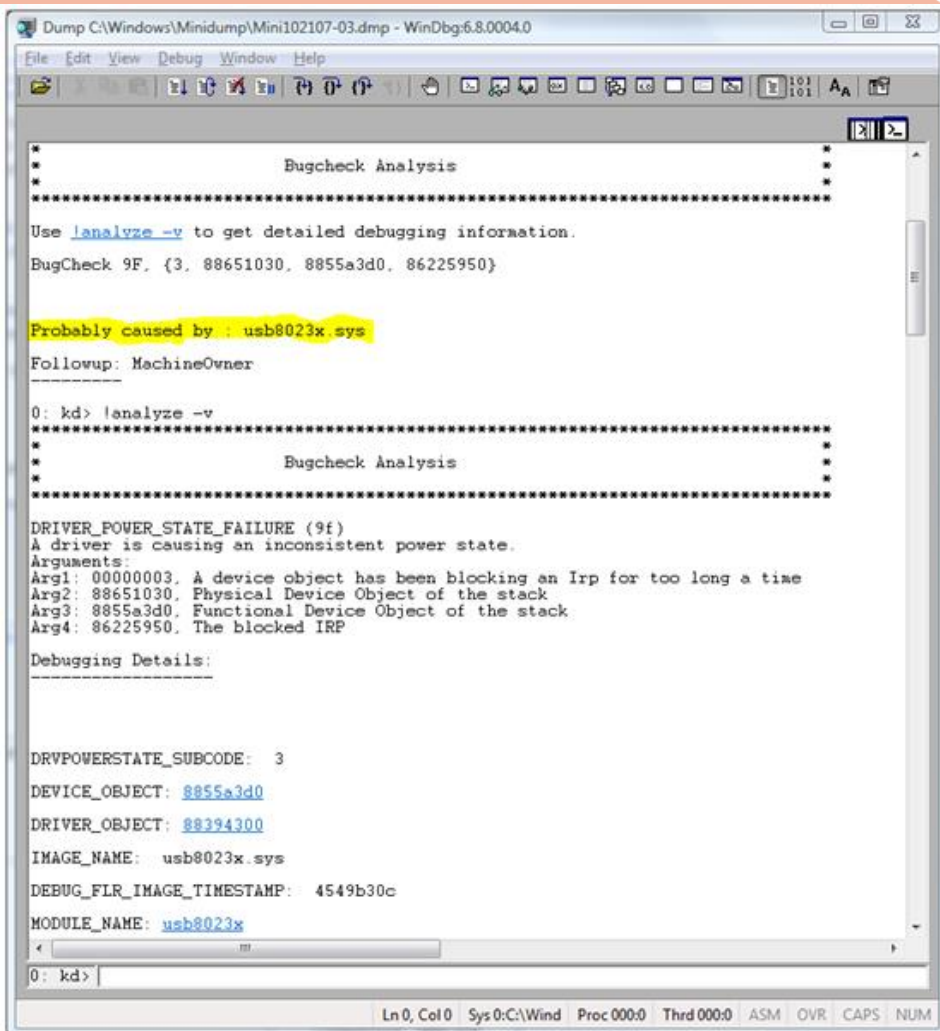 Dump C:\Windows\Minidump\Mini102107-03.dmp - WinDbg:6.8.0004.0
File Edit View Debug Window Help
*                                                                             *
*                        Bugcheck Analysis                                    *
*                                                                             *
*******************************************************************************
Use !analyze -v to get detailed debugging information.
BugCheck 9F, {3, 88651030, 8855a3d0, 86225950}
Probably caused by : usb8023x.sys
Followup: MachineOwner
---------
0: kd> !analyze -v
*******************************************************************************
*                                                                             *
*                        Bugcheck Analysis                                    *
*                                                                             *
*******************************************************************************
DRIVER_POWER_STATE_FAILURE (9f)
A driver is causing an inconsistent power state.
Arguments:
Arg1: 00000003, A device object has been blocking an Irp for too long a time
Arg2: 88651030, Physical Device Object of the stack
Arg3: 8855a3d0, Functional Device Object of the stack
Arg4: 86225950, The blocked IRP
Debugging Details:
------------------
DRVPOWERSTATE_SUBCODE:  3
DEVICE_OBJECT: 8855a3d0
DRIVER_OBJECT: 88394300
IMAGE_NAME:  usb8023x.sys
DEBUG_FLR_IMAGE_TIMESTAMP:  4549b30c
MODULE_NAME: usb8023x
0: kd>
Ln 0, Col 0 Sys 0:C:\Wind Proc 000:0 Thrd 000:0 ASM OVR CAPS NUM